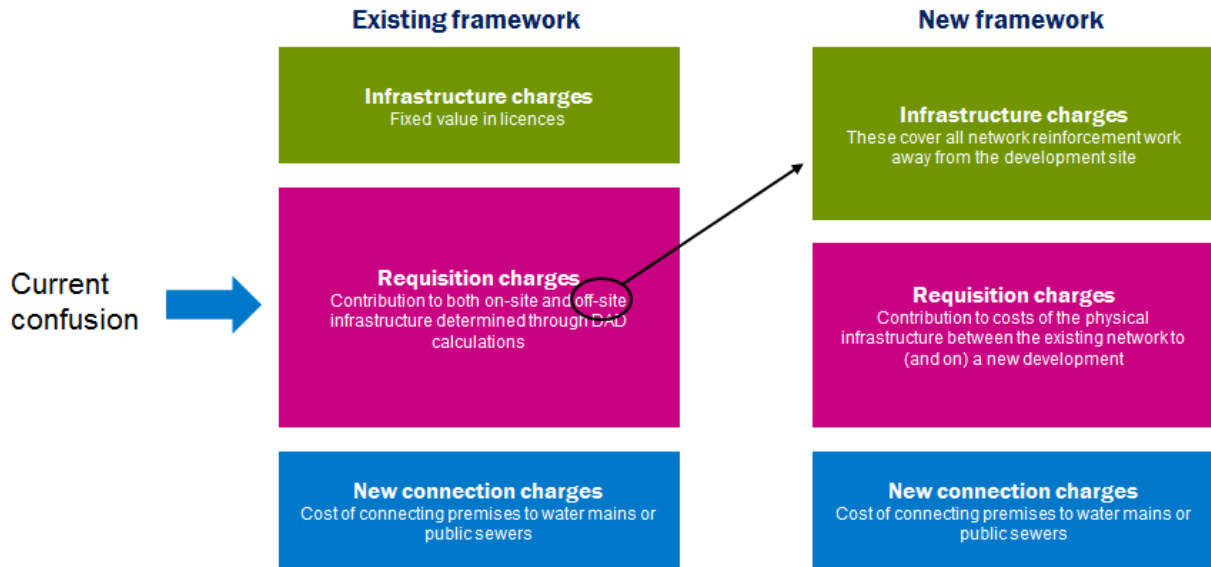 Existing framework
Infrastructure charges
Fixed value in licences
Current
confusion
Requisition charges
Contribution to both on-site and off-site
infrastructure determined through DAD
calculations
New connection charges
Cost of connecting premises to water mains or
public sewers
New framework
Infrastructure charges
These cover all network reinforcement work
away from the development site
Requisition charges
Contribution to costs of the physical
infrastructure between the existing network to
(and on) a new development
New connection charges
Cost of connecting premises to water mains or
public sewers